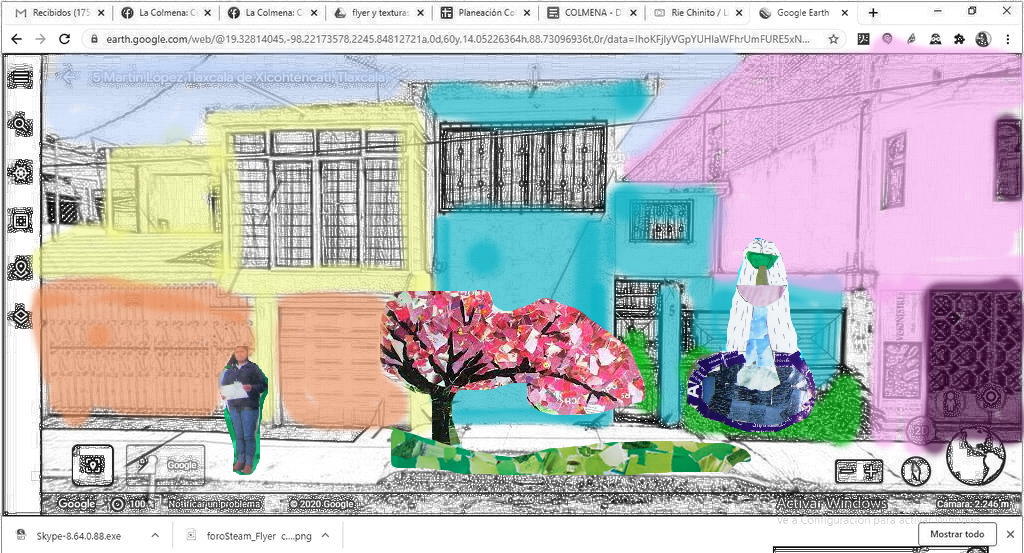 Recibidos (175
La Colmena: C
La Colmena: C
flyer y textura
Planeación Co
COLMENA - D
Rie Chinito / L
Google Earth
earth.google.com/web/@19.32814045,-98.22173578,2245.84812721a,0d,60y,14.05226364h,88.73096936t,0r/data=IhoKFjIyVGpYUHlaWFhrUmFURE5xN...
5 Martín López Tlaxcala de Xicohtencatl, Tlaxcala
Google
Google
100
Notificar un problema
© 2020 Google
Activar Windows
Cámara: 2,246 m
Ve a Configuración para activar Windows.
Skype-8.64.0.88.exe
foroSteam_Flyer c....png
Mostrar todo